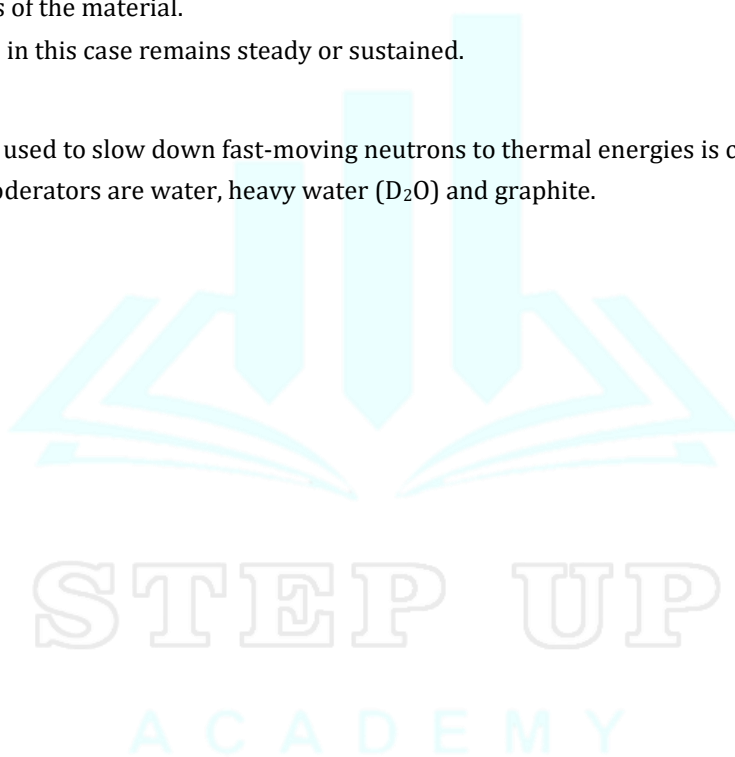 s of the material.
in this case remains steady or sustained.
used to slow down fast-moving neutrons to thermal energies is c
oderators are water, heavy water (D₂O) and graphite.
STEP UP
ACADEMY